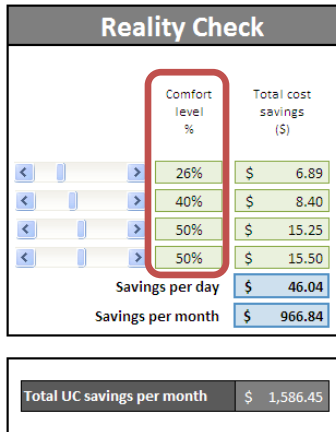 Reality Check
Comfort level % Total cost savings ($)
26% $ 6.89
40% $ 8.40
50% $ 15.25
50% $ 15.50
Savings per day $ 46.04
Savings per month $ 966.84
Total UC savings per month $ 1,586.45